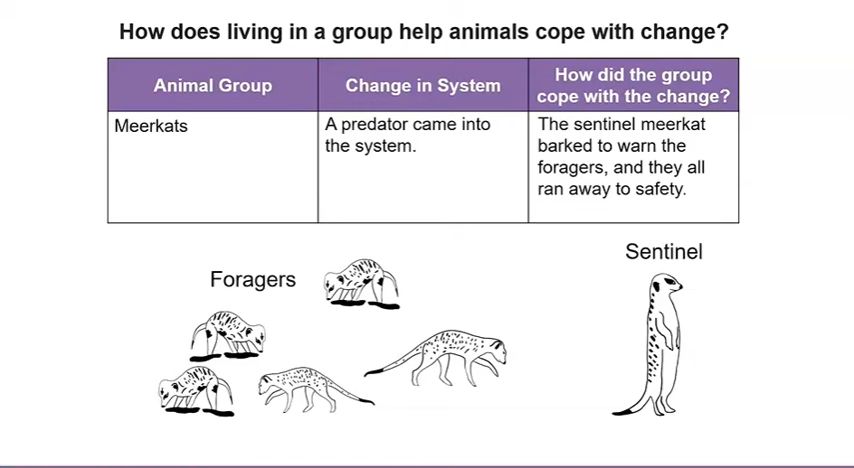 How does living in a group help animals cope with change?
Animal Group
Change in System
How did the group
cope with the change?
Meerkats
A predator came into
the system.
The sentinel meerkat
barked to warn the
foragers, and they all
ran away to safety.
Sentinel
Foragers